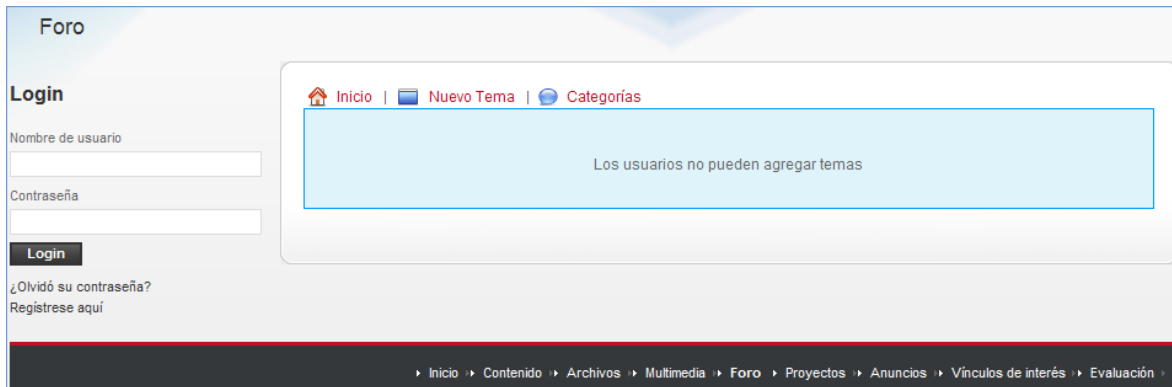 Foro
Login
Nombre de usuario
Contraseña
Login
¿Olvidó su contraseña?
Regístrese aquí
Inicio | Nuevo Tema | Categorías
Los usuarios no pueden agregar temas
Inicio Contenido Archivos Multimedia Foro Proyectos Anuncios Vínculos de interés Evaluación